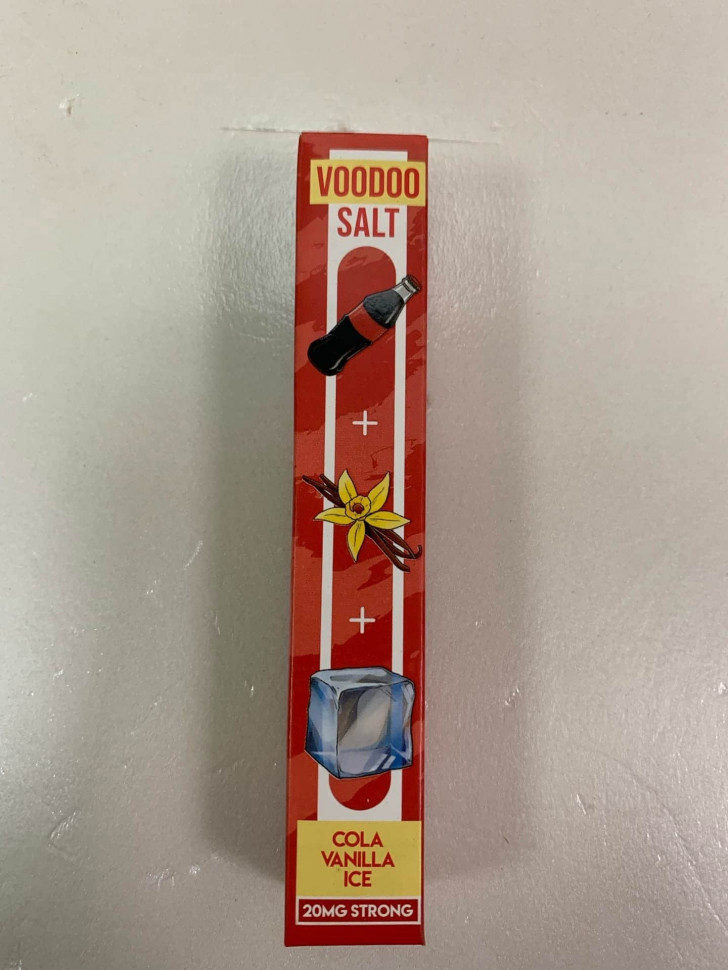 VOODOO
SALT
+
+
COLA
VANILLA
ICE
20MG STRONG